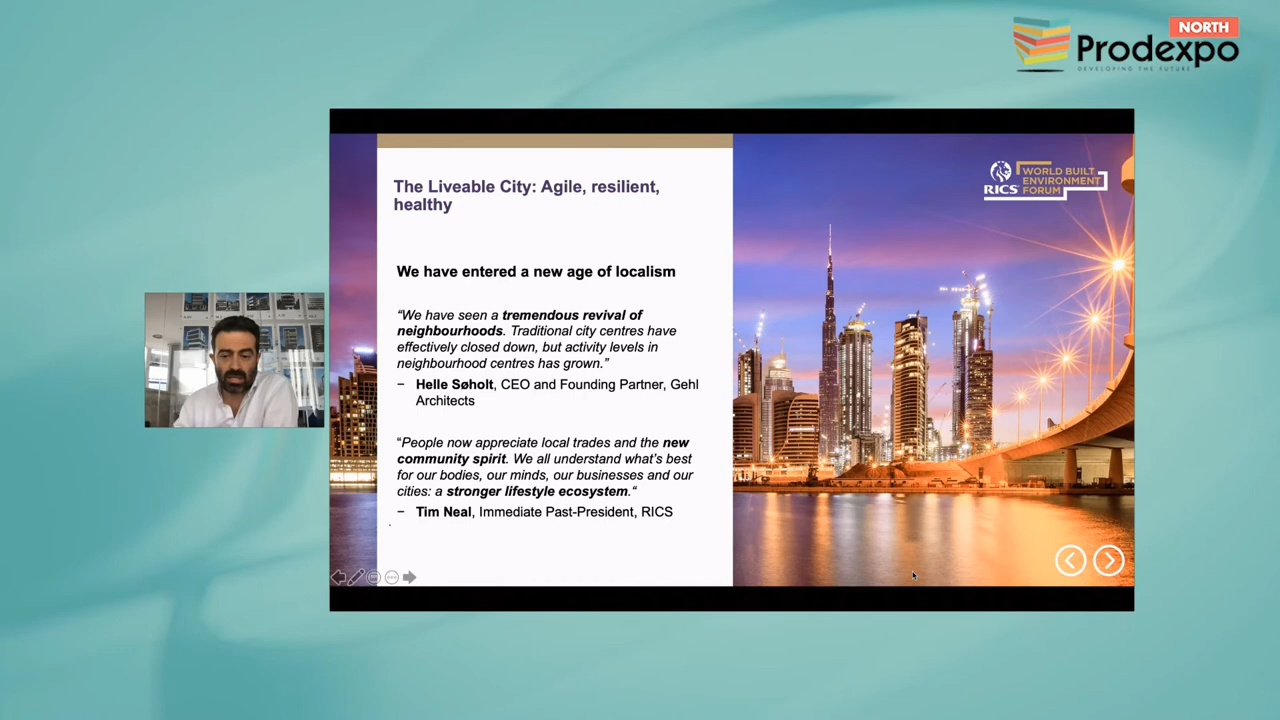 NORTH
Prodexpo
DEVELOPING THE FUTURE
RICS
WORLD BUILT
ENVIRONMENT
FORUM
The Liveable City: Agile, resilient,
healthy
We have entered a new age of localism
“We have seen a tremendous revival of
neighbourhoods. Traditional city centres have
effectively closed down, but activity levels in
neighbourhood centres has grown.”
– Helle Søholt, CEO and Founding Partner, Gehl
Architects
“People now appreciate local trades and the new
community spirit. We all understand what’s best
for our bodies, our minds, our businesses and our
cities: a stronger lifestyle ecosystem.“
– Tim Neal, Immediate Past-President, RICS